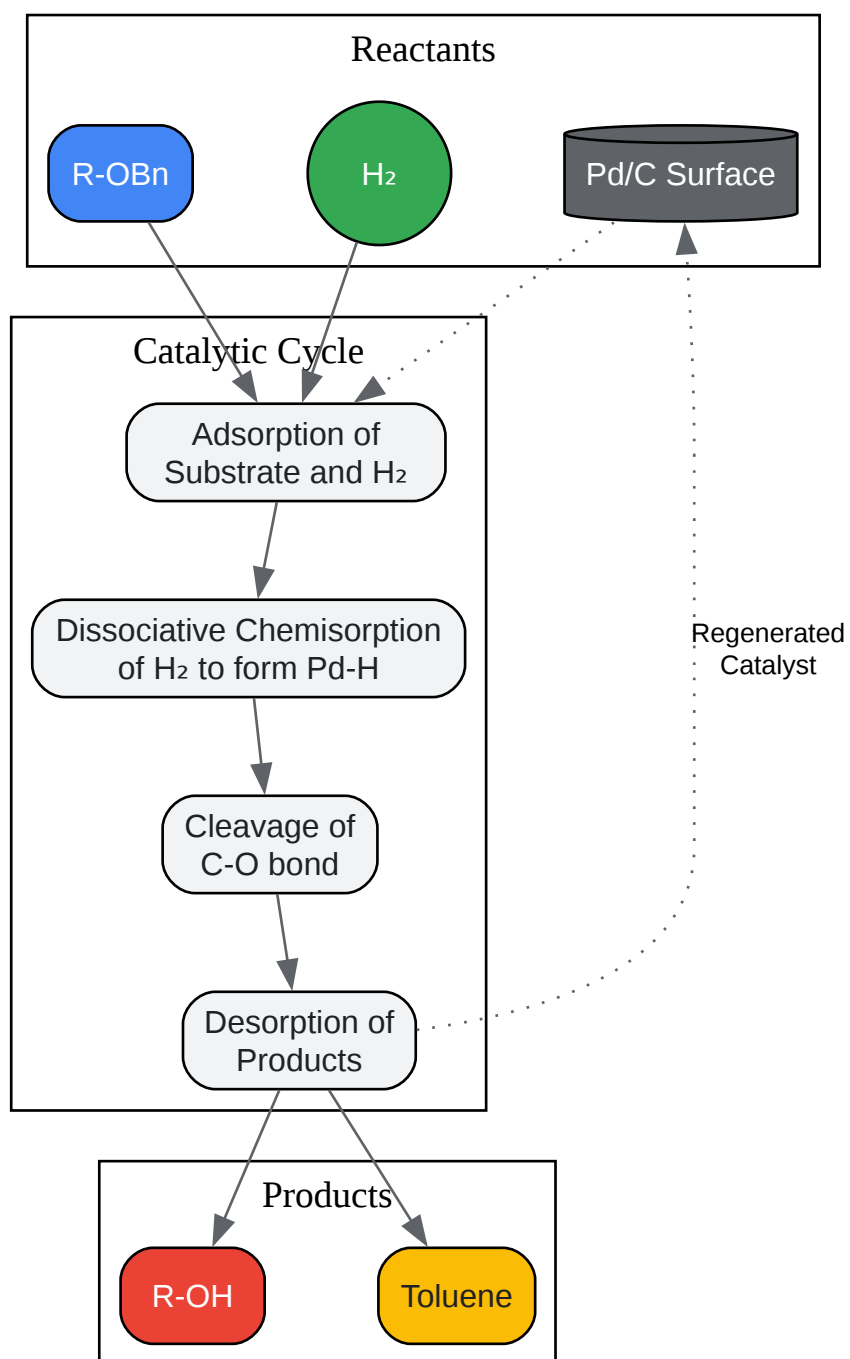 Reactants
R-OBn
H₂
Pd/C Surface
Catalytic Cycle
Adsorption of
Substrate and H₂
Dissociative Chemisorption
of H₂ to form Pd-H
Regenerated
Catalyst
Cleavage of
C-O bond
Desorption of
Products
Products
R-OH
Toluene